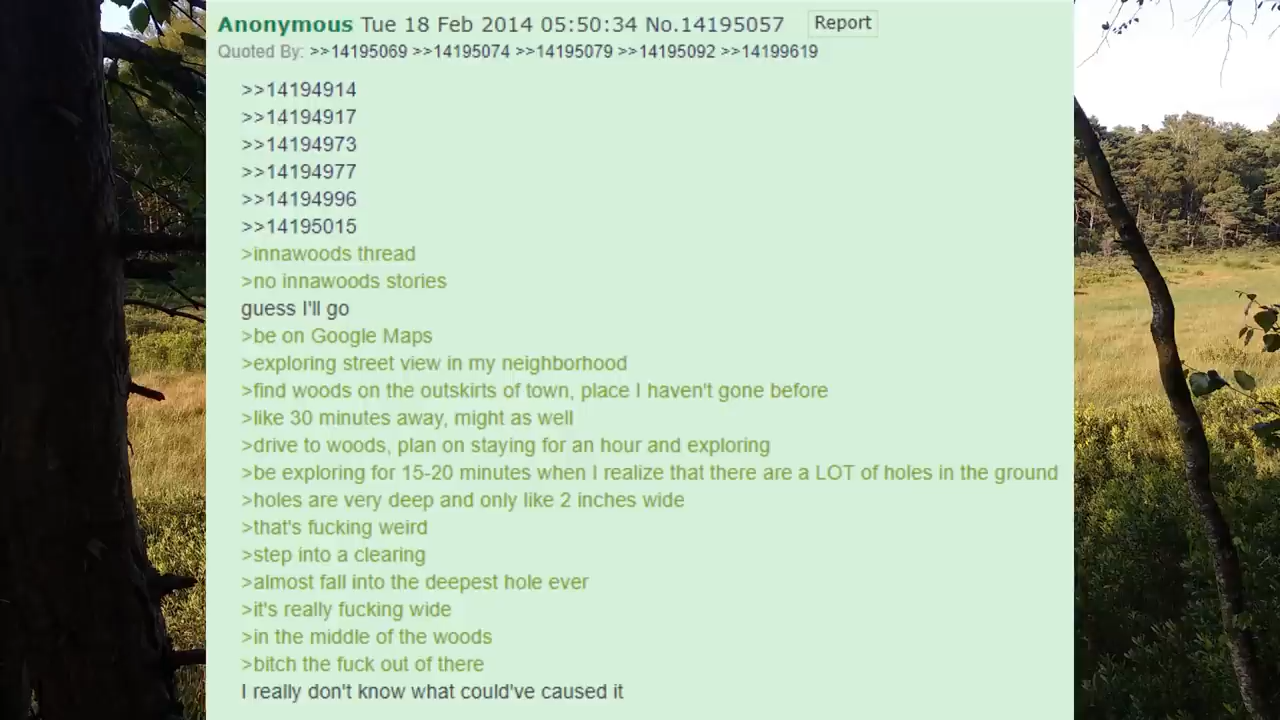 Anonymous Tue 18 Feb 2014 05:50:34 No.14195057 Report
Quoted By: >>14195069 >>14195074 >>14195079 >>14195092 >>14199619
>>14194914
>>14194917
>>14194973
>>14194977
>>14194996
>>14195015
>innawoods thread
>no innawoods stories
guess I'll go
>be on Google Maps
>exploring street view in my neighborhood
>find woods on the outskirts of town, place I haven't gone before
>like 30 minutes away, might as well
>drive to woods, plan on staying for an hour and exploring
>be exploring for 15-20 minutes when I realize that there are a LOT of holes in the ground
>holes are very deep and only like 2 inches wide
>that's fucking weird
>step into a clearing
>almost fall into the deepest hole ever
>it's really fucking wide
>in the middle of the woods
>bitch the fuck out of there
I really don't know what could've caused it